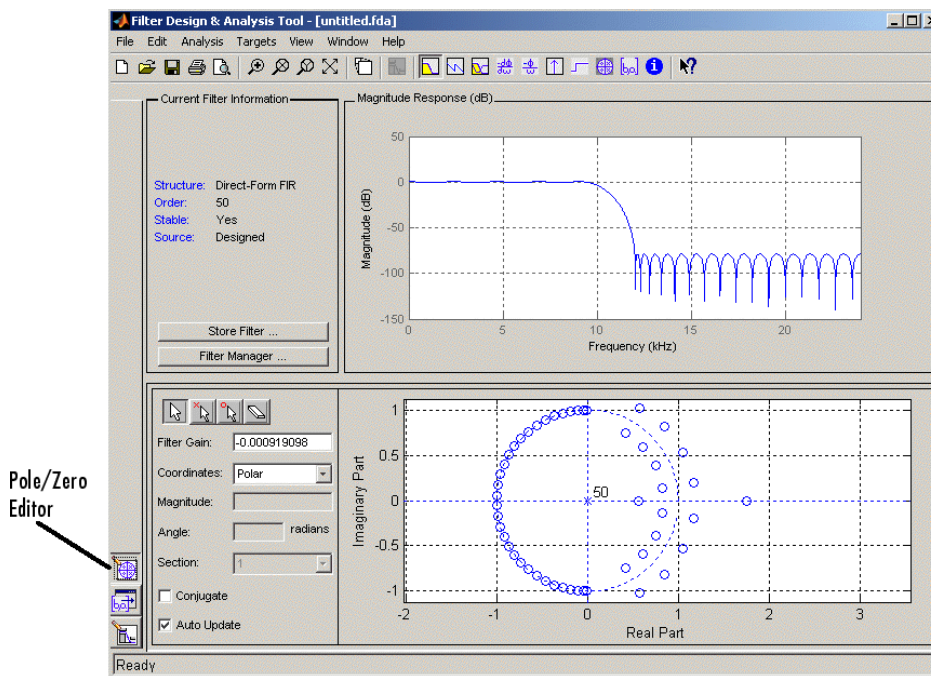 Filter Design & Analysis Tool - [untitled.fda]
File Edit Analysis Targets View Window Help
Current Filter Information
Structure: Direct-Form FIR
Order: 50
Stable: Yes
Source: Designed
Store Filter ...
Filter Manager ...
Magnitude Response (dB)
50
0
-50
-100
-150
Magnitude (dB)
0 5 10 15 20
Frequency (kHz)
Filter Gain: -0.000919098
Coordinates: Polar
Magnitude:
Angle: radians
Section: 1
Conjugate
Auto Update
1
0.5
0
-0.5
-1
Imaginary Part
50
-2 -1 0 1 2 3
Real Part
Pole/Zero
Editor
Ready